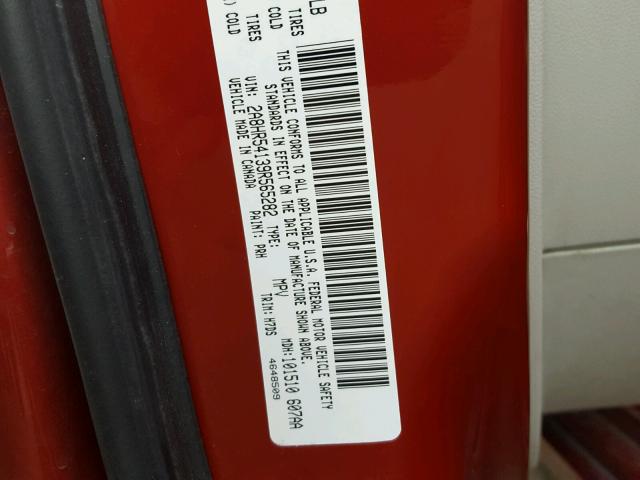 LB
TIRES COLD
TIRES ) COLD
THIS VEHICLE CONFORMS TO ALL APPLICABLE U.S.A. FEDERAL MOTOR VEHICLE SAFETY
STANDARDS IN EFFECT ON THE DATE OF MANUFACTURE SHOWN ABOVE.
VIN: 2A8HR54139R565282 TYPE: MPV MDH: 101510 607AA
VEHICLE MADE IN CANADA PAINT: PRH TRIM: H7DS 4648509